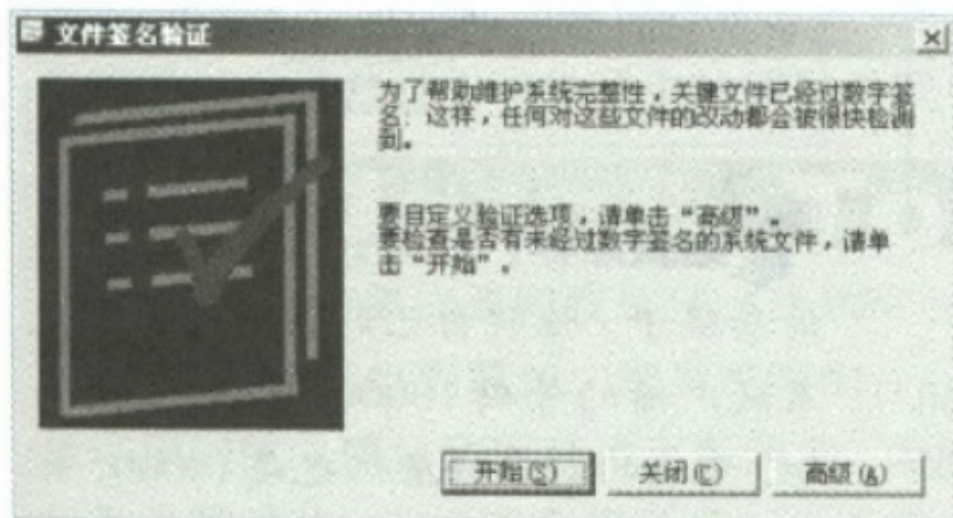 文件签名验证
为了帮助维护系统完整性，关键文件已经过数字签
名；这样，任何对这些文件的改动都会被很快检测
到。
要自定义验证选项，请单击“高级”。
要检查是否有未经过数字签名的系统文件，请单
击“开始”。
开始(S) 关闭(C) 高级(A)